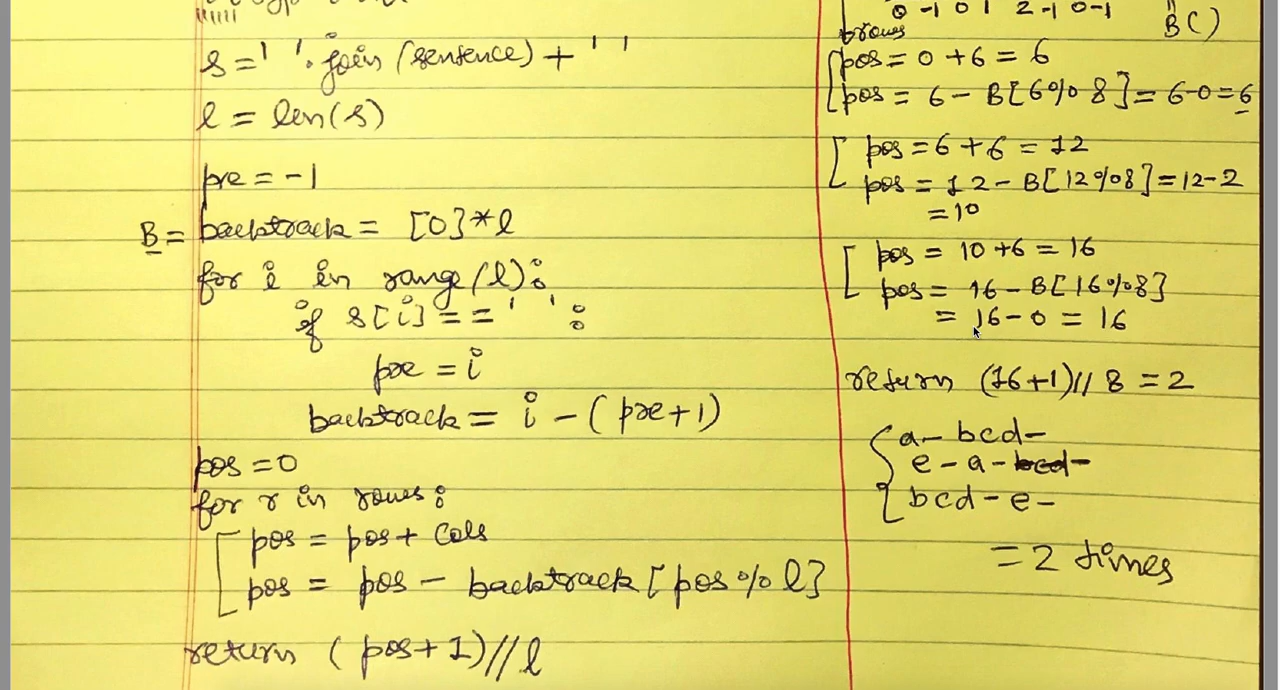 s = ' '.join(sentence) + ' '
l = len(s)
pre = -1
B = backtrack = [0]*l
for i in range(l):
if s[i] == ' ':
pre = i
backtrack = i - (pre+1)
pos = 0
for r in rows:
pos = pos + cols
pos = pos - backtrack [pos % l]
return (pos+1)//l
0 -1 0 1 2 -1 0 -1
B()
rows
pos = 0 + 6 = 6
pos = 6 - B[6%8] = 6-0 = 6
pos = 6 + 6 = 12
pos = 12 - B[12%8] = 12-2
= 10
pos = 10 + 6 = 16
pos = 16 - B[16%8]
= 16 - 0 = 16
return (16+1)//8 = 2
a- bcd-
e-a-bcd-
bcd-e-
= 2 times